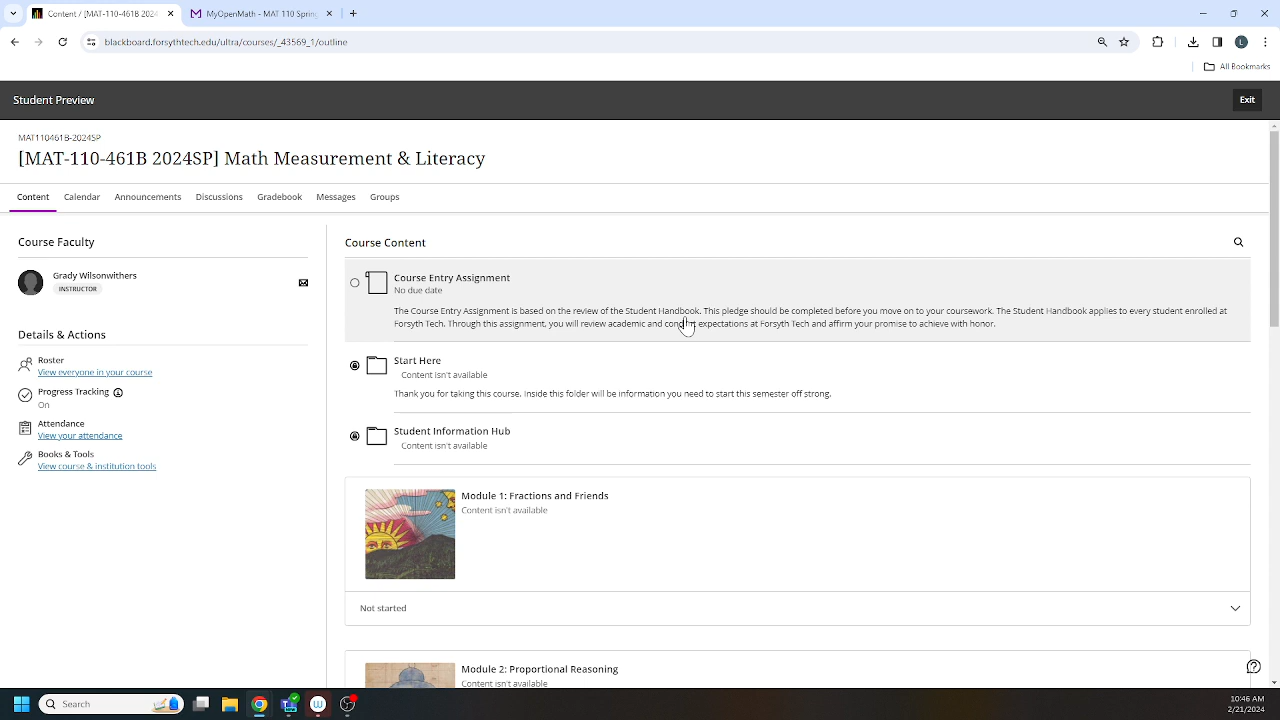 Content / [MAT-110-461B 2024
MyOpenMath - MAT 110 Spring
blackboard.forsythtech.edu/ultra/courses/_43569_1/outline
L
All Bookmarks
Student Preview
Exit
MAT110461B-2024SP
[MAT-110-461B 2024SP] Math Measurement & Literacy
Content
Calendar
Announcements
Discussions
Gradebook
Messages
Groups
Course Faculty
Grady Wilsonwithers
INSTRUCTOR
Details & Actions
Roster
View everyone in your course
Progress Tracking
On
Attendance
View your attendance
Books & Tools
View course & institution tools
Course Content
Course Entry Assignment
No due date
The Course Entry Assignment is based on the review of the Student Handbook. This pledge should be completed before you move on to your coursework. The Student Handbook applies to every student enrolled at
Forsyth Tech. Through this assignment, you will review academic and conduct expectations at Forsyth Tech and affirm your promise to achieve with honor.
Start Here
Content isn't available
Thank you for taking this course. Inside this folder will be information you need to start this semester off strong.
Student Information Hub
Content isn't available
Module 1: Fractions and Friends
Content isn't available
Not started
Module 2: Proportional Reasoning
Content isn't available
Search
10:46 AM
2/21/2024